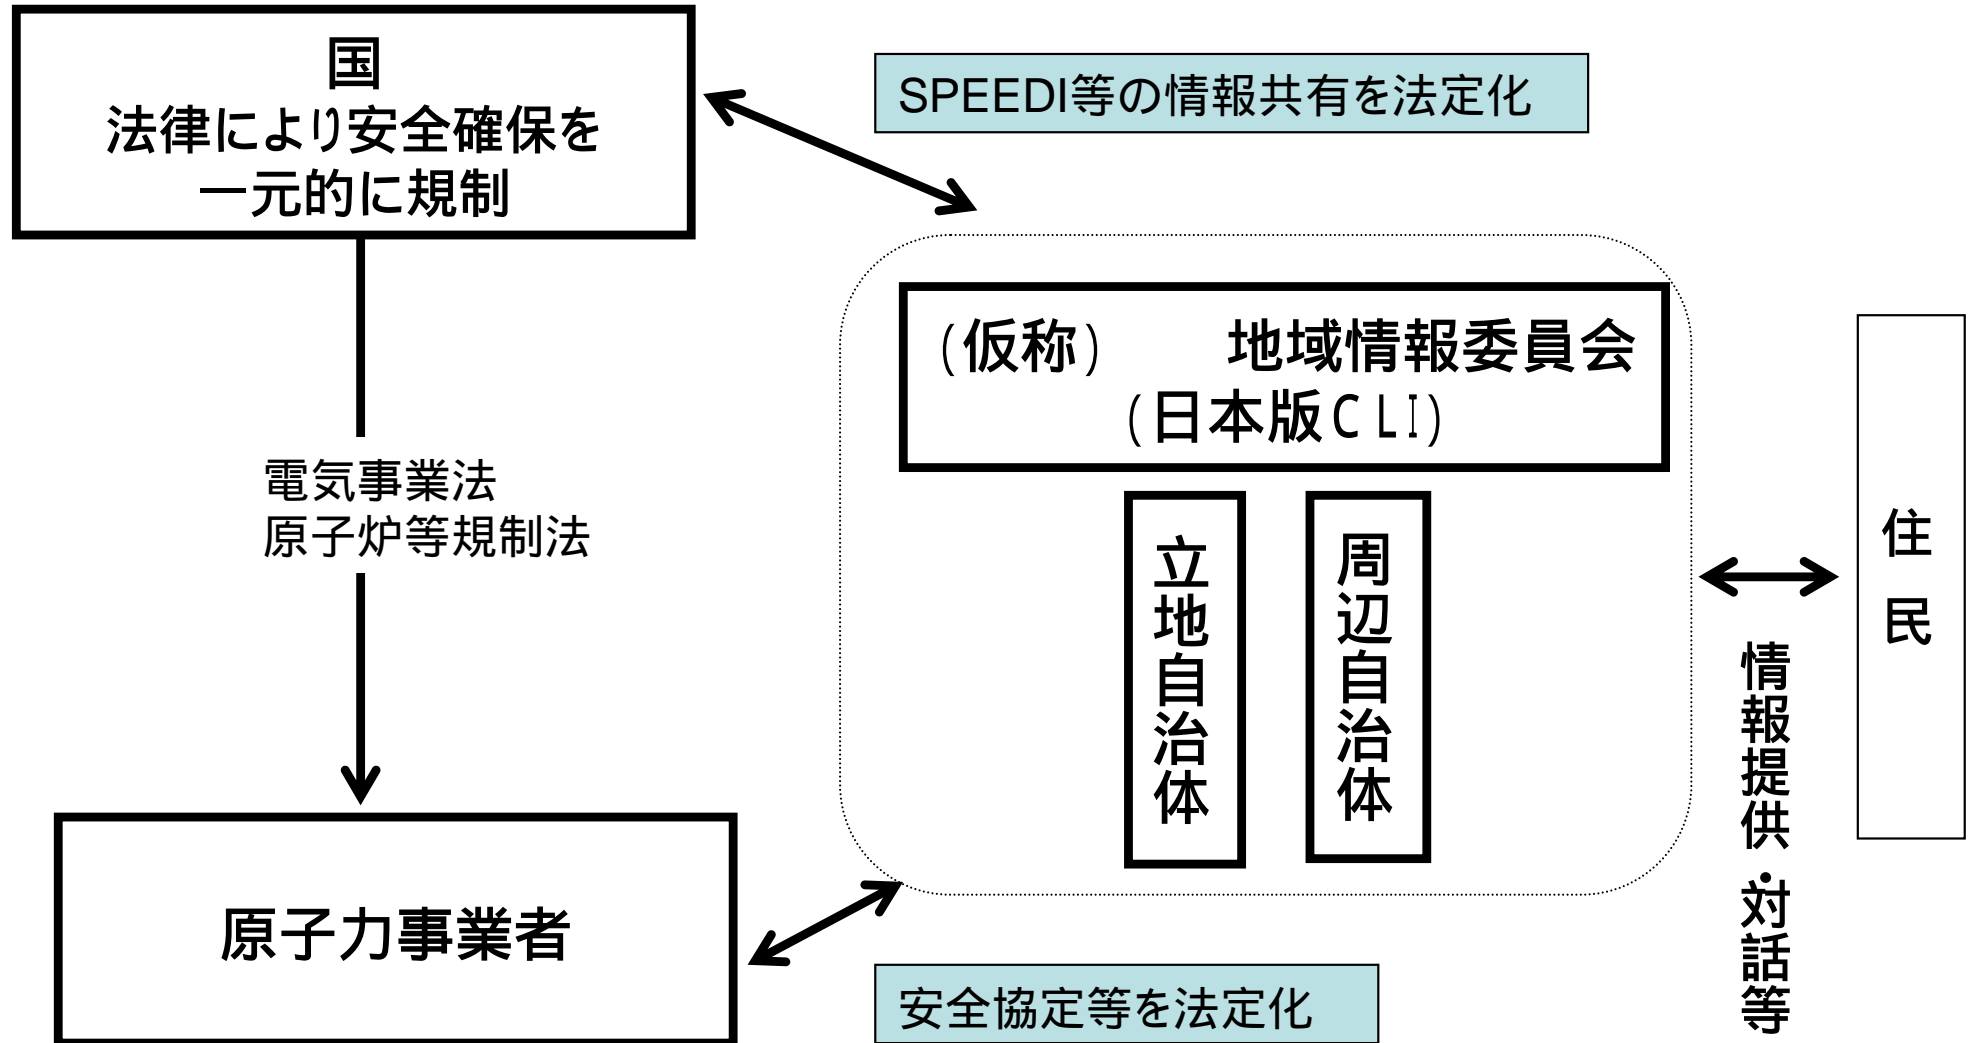 国
法律により安全確保を
一元的に規制
SPEEDI等の情報共有を法定化
(仮称)　地域情報委員会
(日本版CLI)
電気事業法
原子炉等規制法
立地自治体
周辺自治体
住民
情報提供・対話等
原子力事業者
安全協定等を法定化